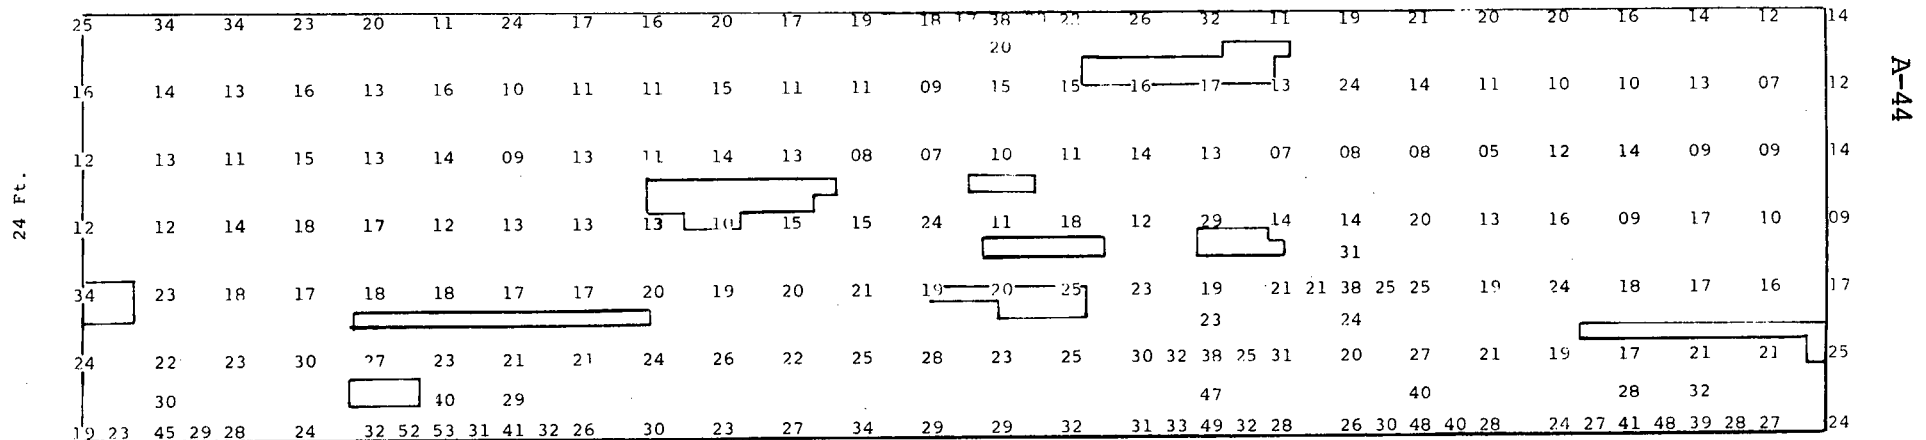 25 34 34 23 20 11 24 17 16 20 17 19 18 17 38 22 26 32 11 19 21 20 20 16 14 12 14
20
16 14 13 16 13 16 10 11 11 15 11 11 09 15 15 16 17 13 24 14 11 10 10 13 07 12
12 13 11 15 13 14 09 13 11 14 13 08 07 10 11 14 13 07 08 08 05 12 14 09 09 14
12 12 14 18 17 12 13 13 13 10 15 15 24 11 18 12 29 14 14 20 13 16 09 17 10 09
31
34 23 18 17 18 18 17 17 20 19 20 21 19 20 25 23 19 21 21 38 25 25 19 24 18 17 16 17
23 24
24 22 23 30 27 23 21 21 24 26 22 25 28 23 25 30 32 38 25 31 20 27 21 19 17 21 21 25
30 40 29 47 40 28 32
19 23 45 29 28 24 32 52 53 31 41 32 26 30 23 27 34 29 29 32 31 33 49 32 28 26 30 48 40 28 24 27 41 48 39 28 27 24
24 Ft.
A-44